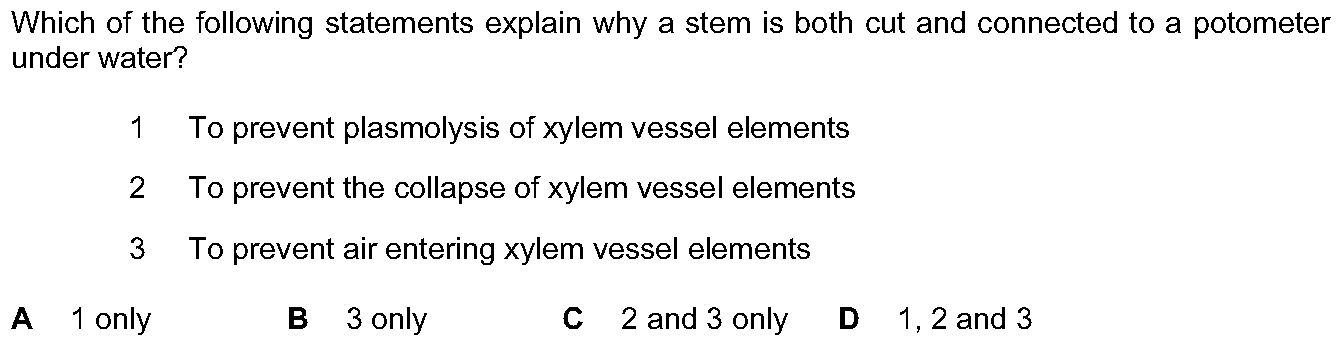 Which of the following statements explain why a stem is both cut and connected to a potometer
under water?
1 To prevent plasmolysis of xylem vessel elements
2 To prevent the collapse of xylem vessel elements
3 To prevent air entering xylem vessel elements
A 1 only B 3 only C 2 and 3 only D 1, 2 and 3